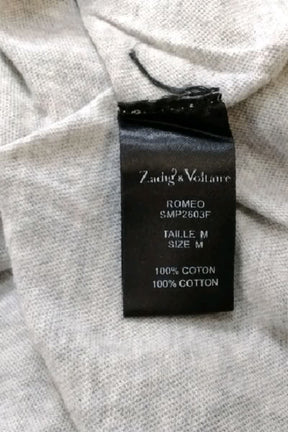 Zadig & Voltaire
ROMEO
SMP2603F
TAILLE M
SIZE M
100% COTON
100% COTTON